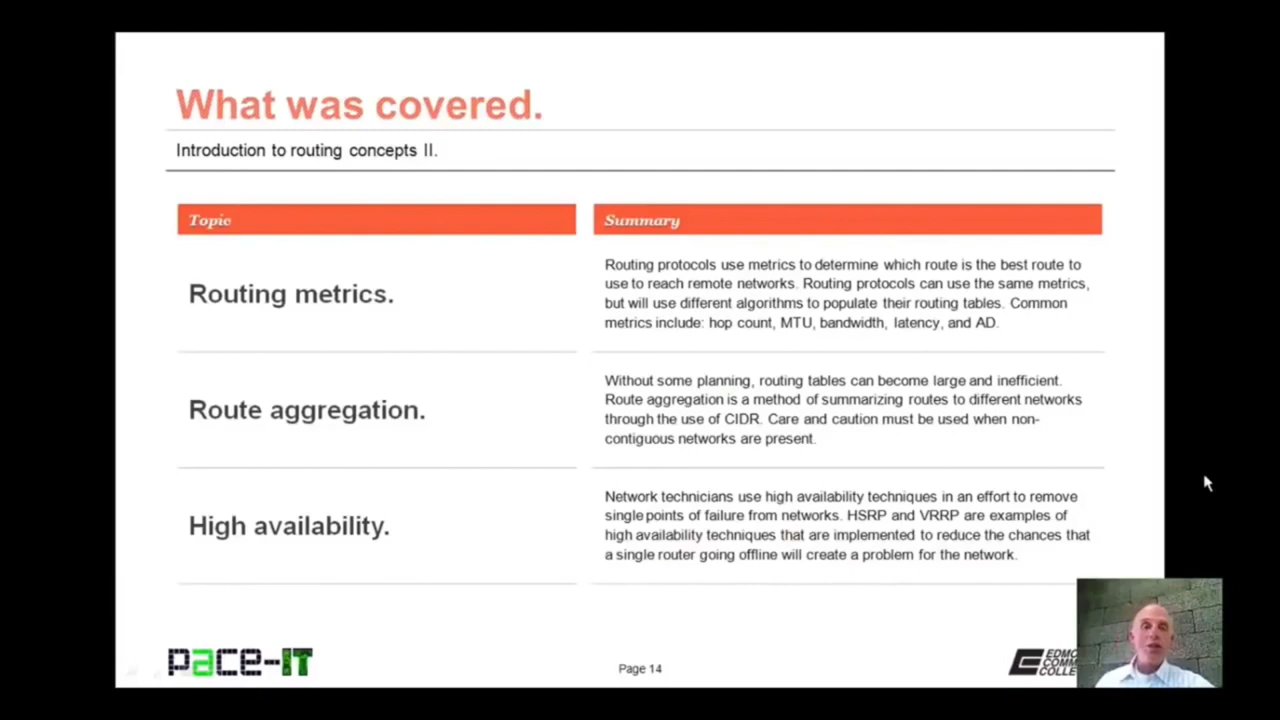 What was covered.
Introduction to routing concepts II.
Topic
Summary
Routing metrics.
Routing protocols use metrics to determine which route is the best route to
use to reach remote networks. Routing protocols can use the same metrics,
but will use different algorithms to populate their routing tables. Common
metrics include: hop count, MTU, bandwidth, latency, and AD.
Route aggregation.
Without some planning, routing tables can become large and inefficient.
Route aggregation is a method of summarizing routes to different networks
through the use of CIDR. Care and caution must be used when non-
contiguous networks are present.
High availability.
Network technicians use high availability techniques in an effort to remove
single points of failure from networks. HSRP and VRRP are examples of
high availability techniques that are implemented to reduce the chances that
a single router going offline will create a problem for the network.
pace-IT
Page 14